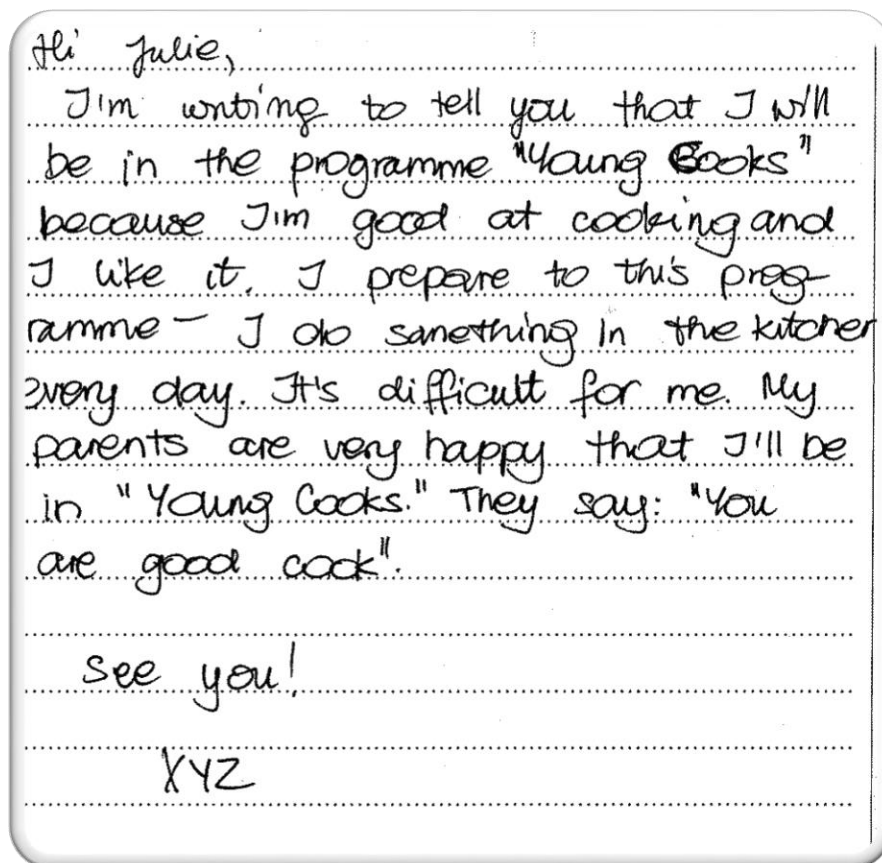 Hi Julie,
I'm writing to tell you that I will
be in the programme "Young Cooks"
because I'm good at cooking and
I like it. I prepare to this prog-
ramme - I do something in the kitchen
every day. It's difficult for me. My
parents are very happy that I'll be
in "Young Cooks." They say: "You
are good cook".
See you!
XYZ